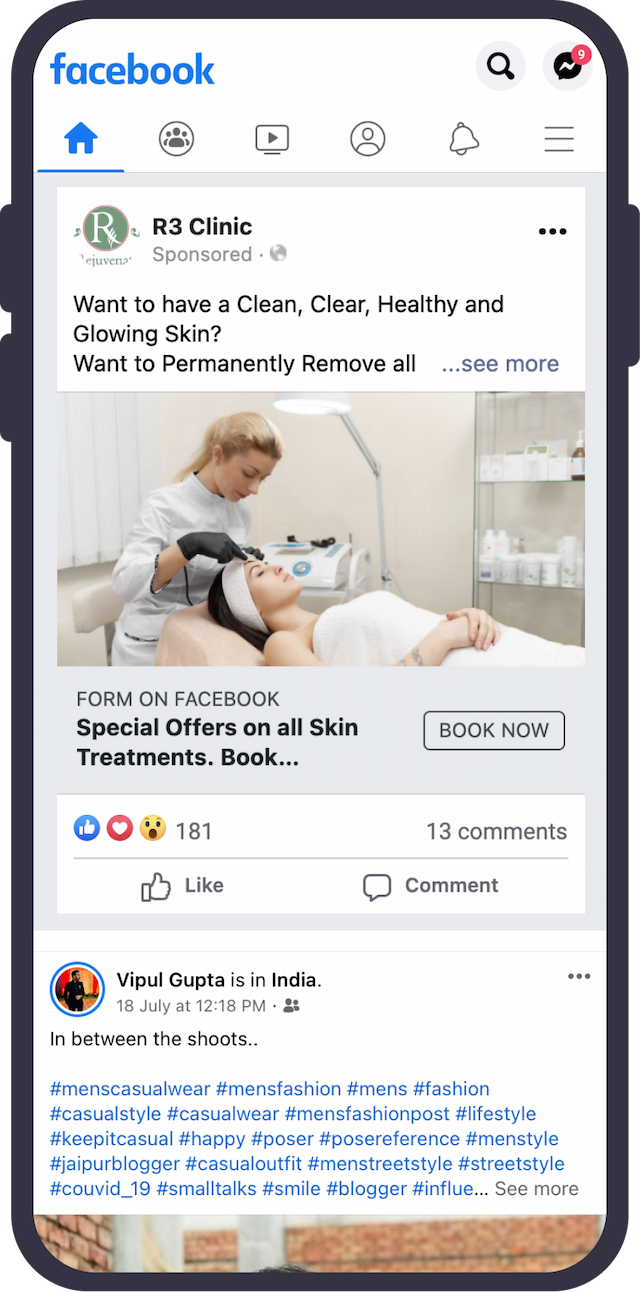 facebook
9
R3 Clinic
Sponsored ·
R
ejuvena
Want to have a Clean, Clear, Healthy and
Glowing Skin?
Want to Permanently Remove all ...see more
FORM ON FACEBOOK
Special Offers on all Skin
Treatments. Book...
BOOK NOW
181
13 comments
Like
Comment
Vipul Gupta is in India.
18 July at 12:18 PM ·
In between the shoots..
#menscasualwear #mensfashion #mens #fashion
#casualstyle #casualwear #mensfashionpost #lifestyle
#keepitcasual #happy #poser #posereference #menstyle
#jaipurblogger #casualoutfit #menstreetstyle #streetstyle
#couvid_19 #smalltalks #smile #blogger #influe... See more